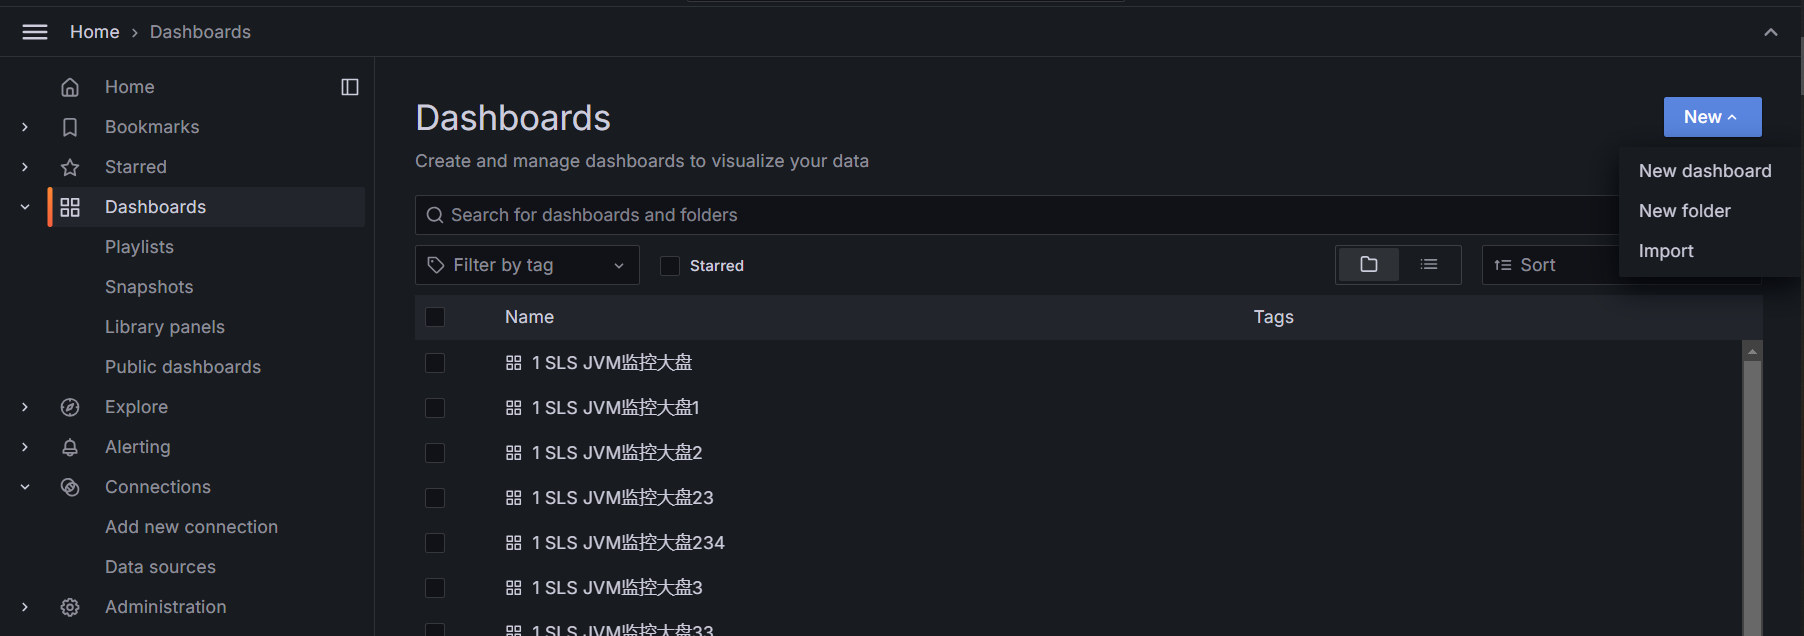 Home › Dashboards
Home
Bookmarks
Starred
Dashboards
Playlists
Snapshots
Library panels
Public dashboards
Explore
Alerting
Connections
Add new connection
Data sources
Administration
Dashboards
Create and manage dashboards to visualize your data
New
New dashboard
New folder
Import
Search for dashboards and folders
Filter by tag
Starred
Sort
Name Tags
1 SLS JVM监控大盘
1 SLS JVM监控大盘1
1 SLS JVM监控大盘2
1 SLS JVM监控大盘23
1 SLS JVM监控大盘234
1 SLS JVM监控大盘3
1 SLS JVM监控大盘33